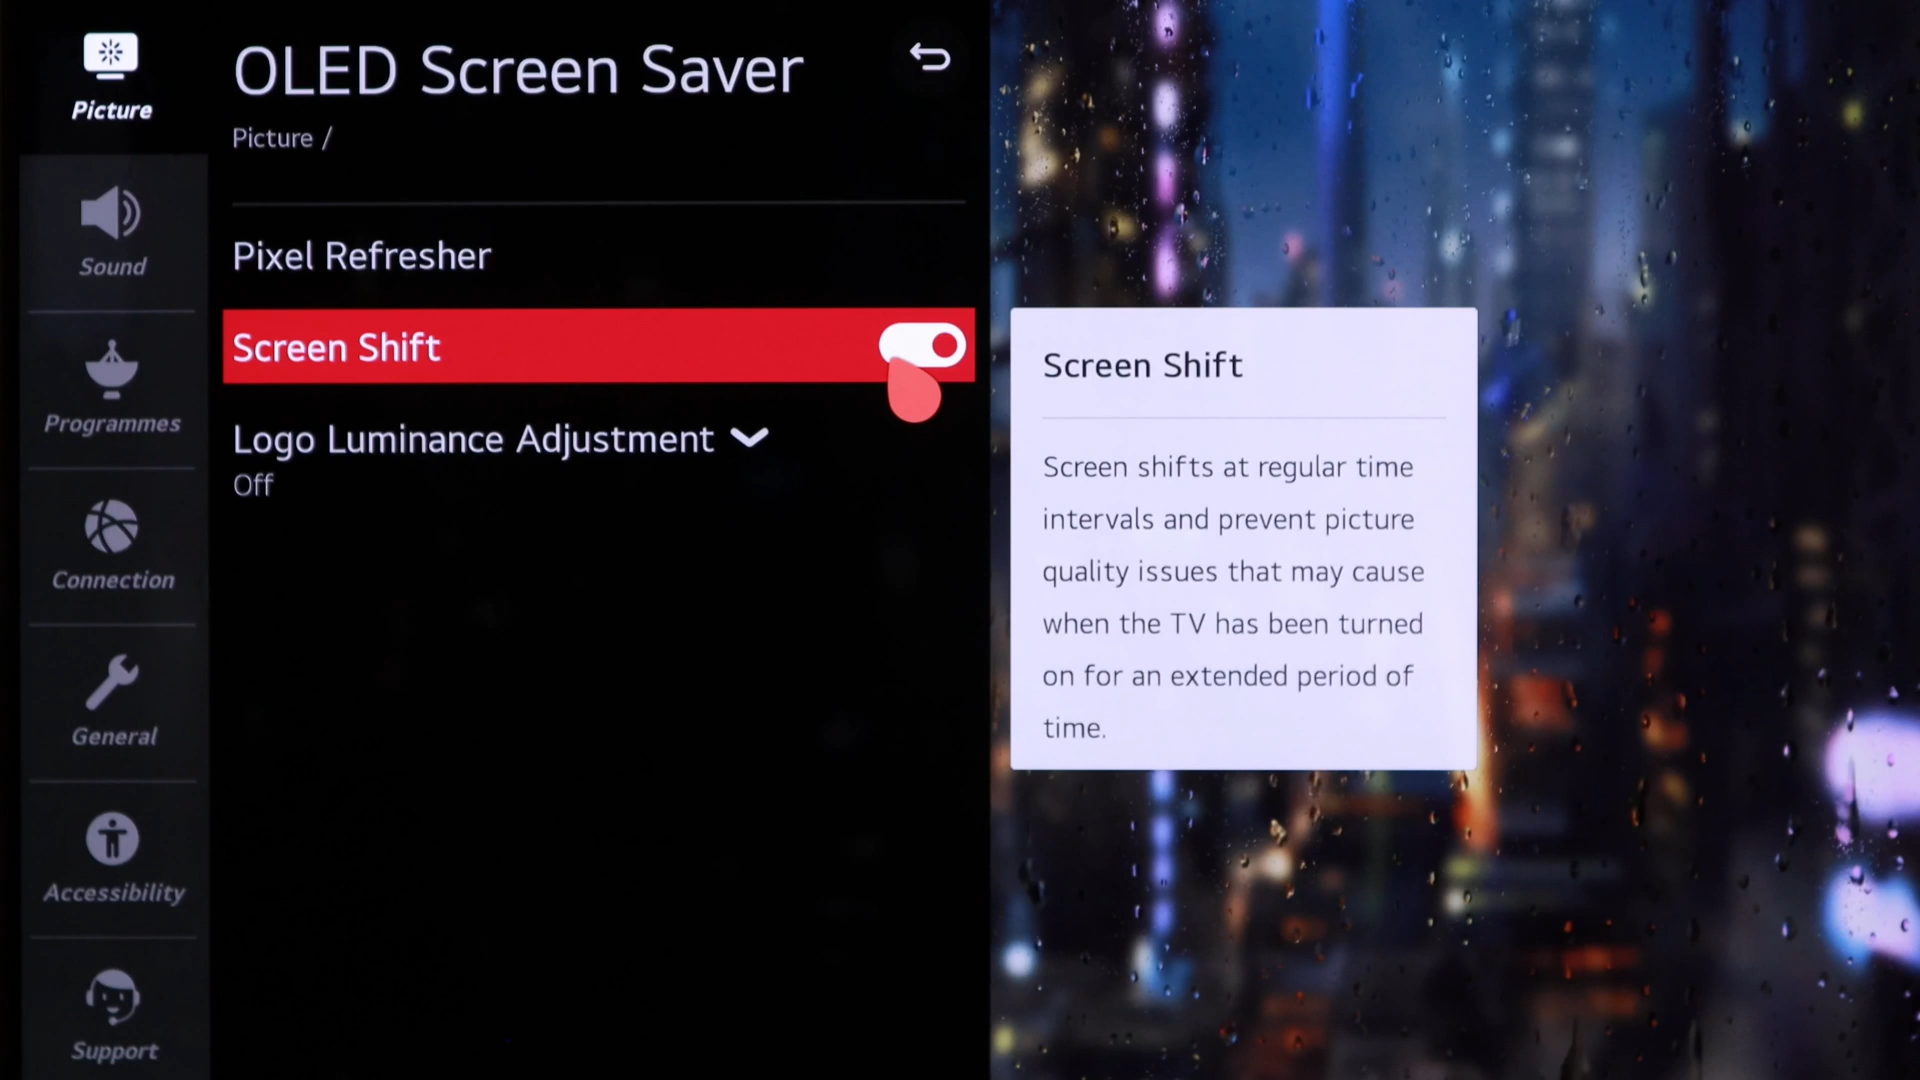 Picture
OLED Screen Saver
Picture /
Sound
Pixel Refresher
Screen Shift
Programmes
Logo Luminance Adjustment
Off
Connection
General
Accessibility
Support
Screen Shift
Screen shifts at regular time
intervals and prevent picture
quality issues that may cause
when the TV has been turned
on for an extended period of
time.